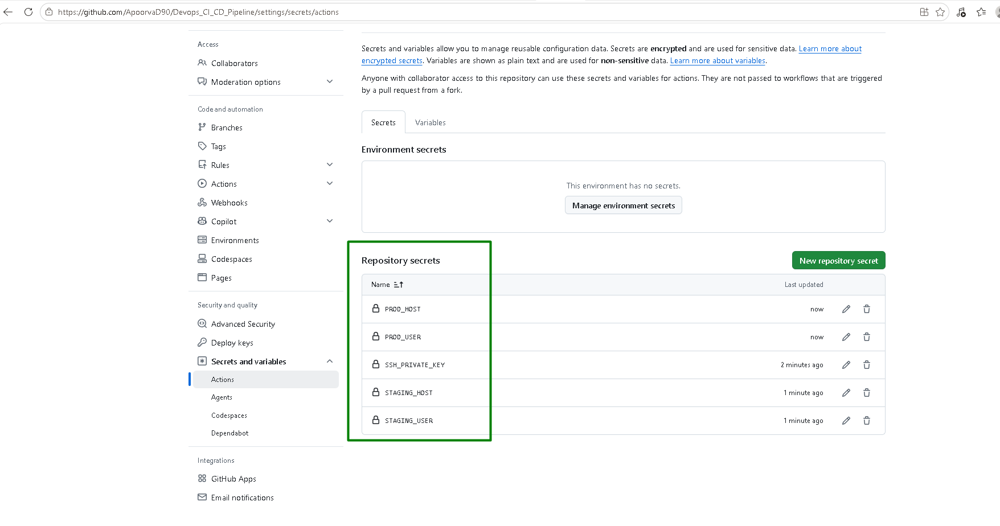 https://github.com/ApoorvaD90/Devops_CI_CD_Pipeline/settings/secrets/actions
Access
Collaborators
Moderation options
Code and automation
Branches
Tags
Rules
Actions
Webhooks
Copilot
Environments
Codespaces
Pages
Security and quality
Advanced Security
Deploy keys
Secrets and variables
Actions
Agents
Codespaces
Dependabot
Integrations
GitHub Apps
Email notifications
Secrets and variables allow you to manage reusable configuration data. Secrets are encrypted and are used for sensitive data. Learn more about
encrypted secrets. Variables are shown as plain text and are used for non-sensitive data. Learn more about variables.
Anyone with collaborator access to this repository can use these secrets and variables for actions. They are not passed to workflows that are triggered
by a pull request from a fork.
Secrets Variables
Environment secrets
This environment has no secrets.
Manage environment secrets
Repository secrets New repository secret
Name Last updated
PROD_HOST now
PROD_USER now
SSH_PRIVATE_KEY 2 minutes ago
STAGING_HOST 1 minute ago
STAGING_USER 1 minute ago